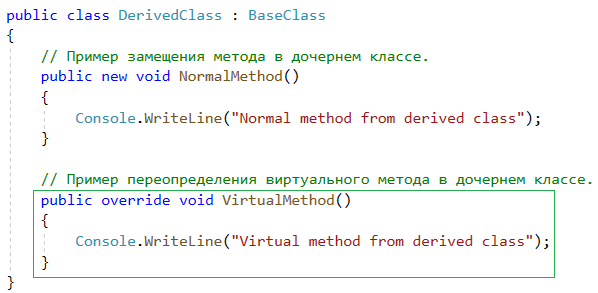 public class DerivedClass : BaseClass
{
    // Пример замещения метода в дочернем классе.
    public new void NormalMethod()
    {
        Console.WriteLine("Normal method from derived class");
    }

    // Пример переопределения виртуального метода в дочернем классе.
    public override void VirtualMethod()
    {
        Console.WriteLine("Virtual method from derived class");
    }
}